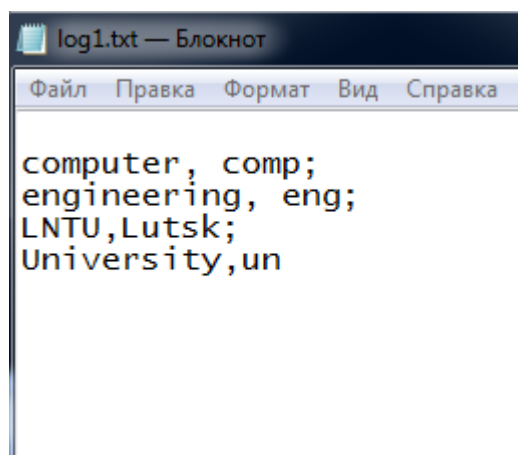 log1.txt — Блокнот
Файл Правка Формат Вид Справка
computer, comp;
engineering, eng;
LNTU,Lutsk;
University,un